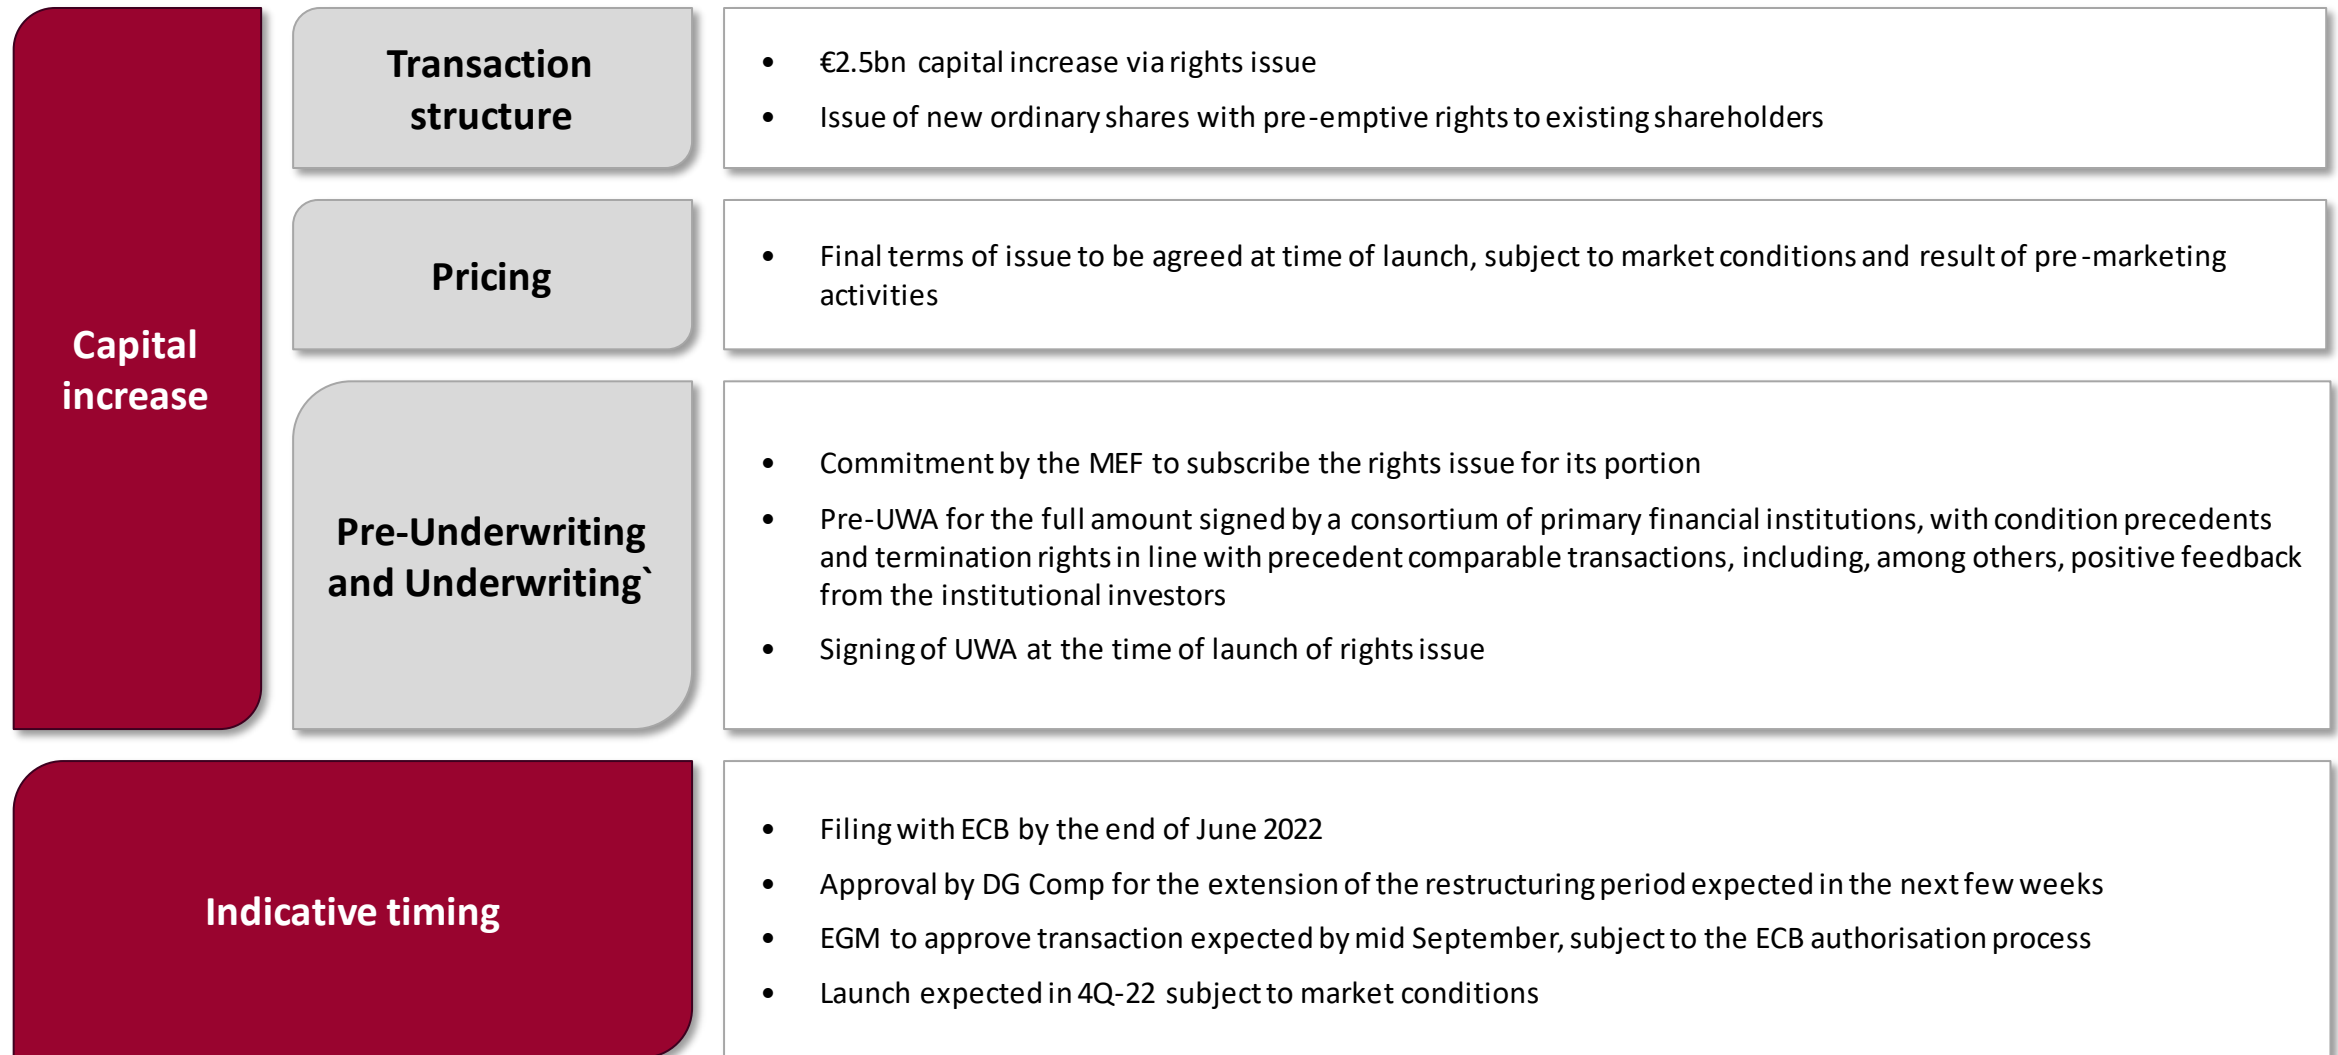 Capital
increase
Transaction
structure
• €2.5bn capital increase via rights issue
• Issue of new ordinary shares with pre-emptive rights to existing shareholders
Pricing
• Final terms of issue to be agreed at time of launch, subject to market conditions and result of pre-marketing
activities
Pre-Underwriting
and Underwriting`
• Commitment by the MEF to subscribe the rights issue for its portion
• Pre-UWA for the full amount signed by a consortium of primary financial institutions, with condition precedents
and termination rights in line with precedent comparable transactions, including, among others, positive feedback
from the institutional investors
• Signing of UWA at the time of launch of rights issue
Indicative timing
• Filing with ECB by the end of June 2022
• Approval by DG Comp for the extension of the restructuring period expected in the next few weeks
• EGM to approve transaction expected by mid September, subject to the ECB authorisation process
• Launch expected in 4Q-22 subject to market conditions